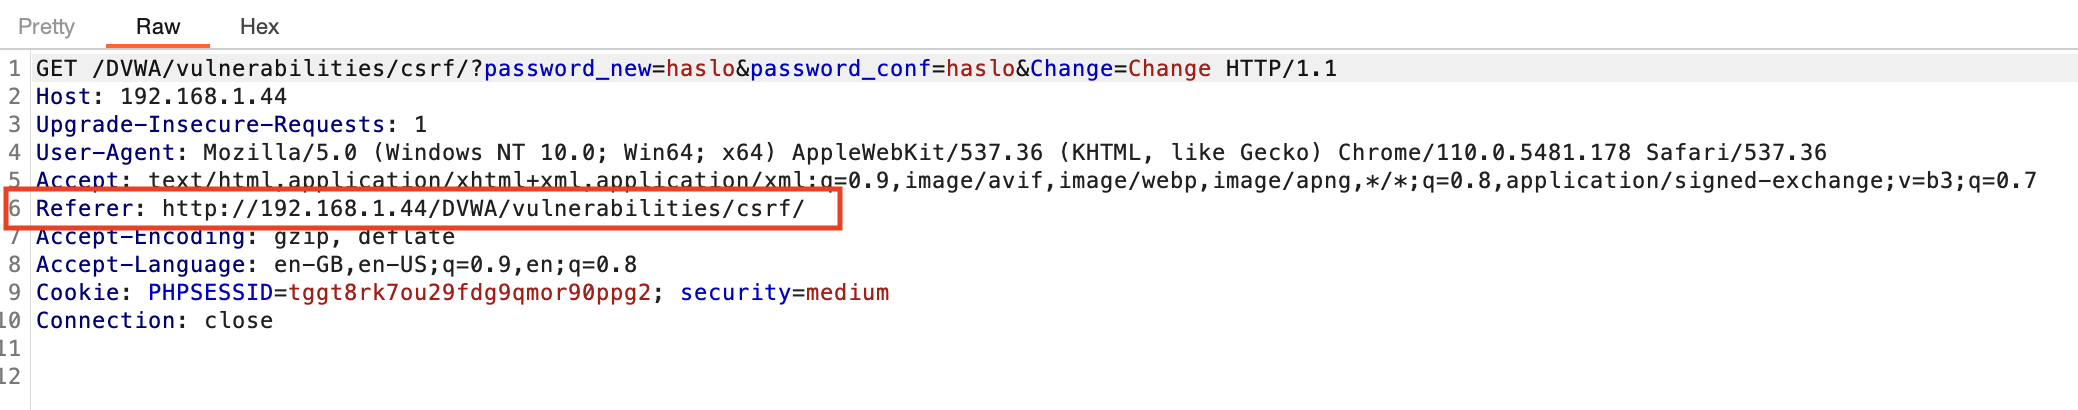 Pretty Raw Hex
1 GET /DVWA/vulnerabilities/csrf/?password_new=haslo&password_conf=haslo&Change=Change HTTP/1.1
2 Host: 192.168.1.44
3 Upgrade-Insecure-Requests: 1
4 User-Agent: Mozilla/5.0 (Windows NT 10.0; Win64; x64) AppleWebKit/537.36 (KHTML, like Gecko) Chrome/110.0.5481.178 Safari/537.36
5 Accept: text/html,application/xhtml+xml,application/xml;q=0.9,image/avif,image/webp,image/apng,*/*;q=0.8,application/signed-exchange;v=b3;q=0.7
6 Referer: http://192.168.1.44/DVWA/vulnerabilities/csrf/
7 Accept-Encoding: gzip, deflate
8 Accept-Language: en-GB,en-US;q=0.9,en;q=0.8
9 Cookie: PHPSESSID=tggt8rk7ou29fdg9qmor90ppg2; security=medium
10 Connection: close
11
12